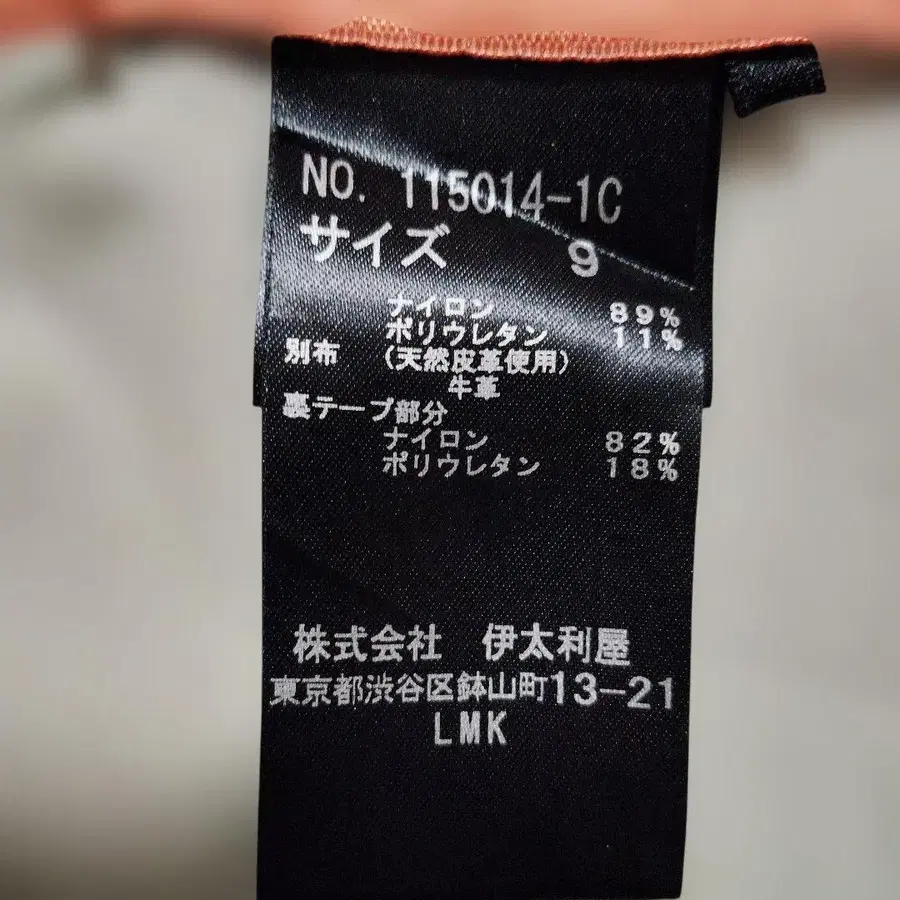 NO. 115014-1C
サイズ 9
ナイロン 89%
ポリウレタン 11%
別布 (天然皮革使用)
牛革
裏テープ部分
ナイロン 82%
ポリウレタン 18%
株式会社 伊太利屋
東京都渋谷区鉢山町13-21
LMK